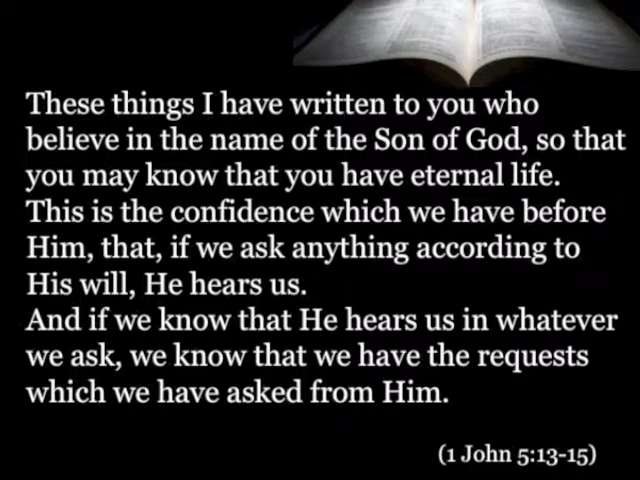 These things I have written to you who
believe in the name of the Son of God, so that
you may know that you have eternal life.
This is the confidence which we have before
Him, that, if we ask anything according to
His will, He hears us.
And if we know that He hears us in whatever
we ask, we know that we have the requests
which we have asked from Him.
(1 John 5:13-15)